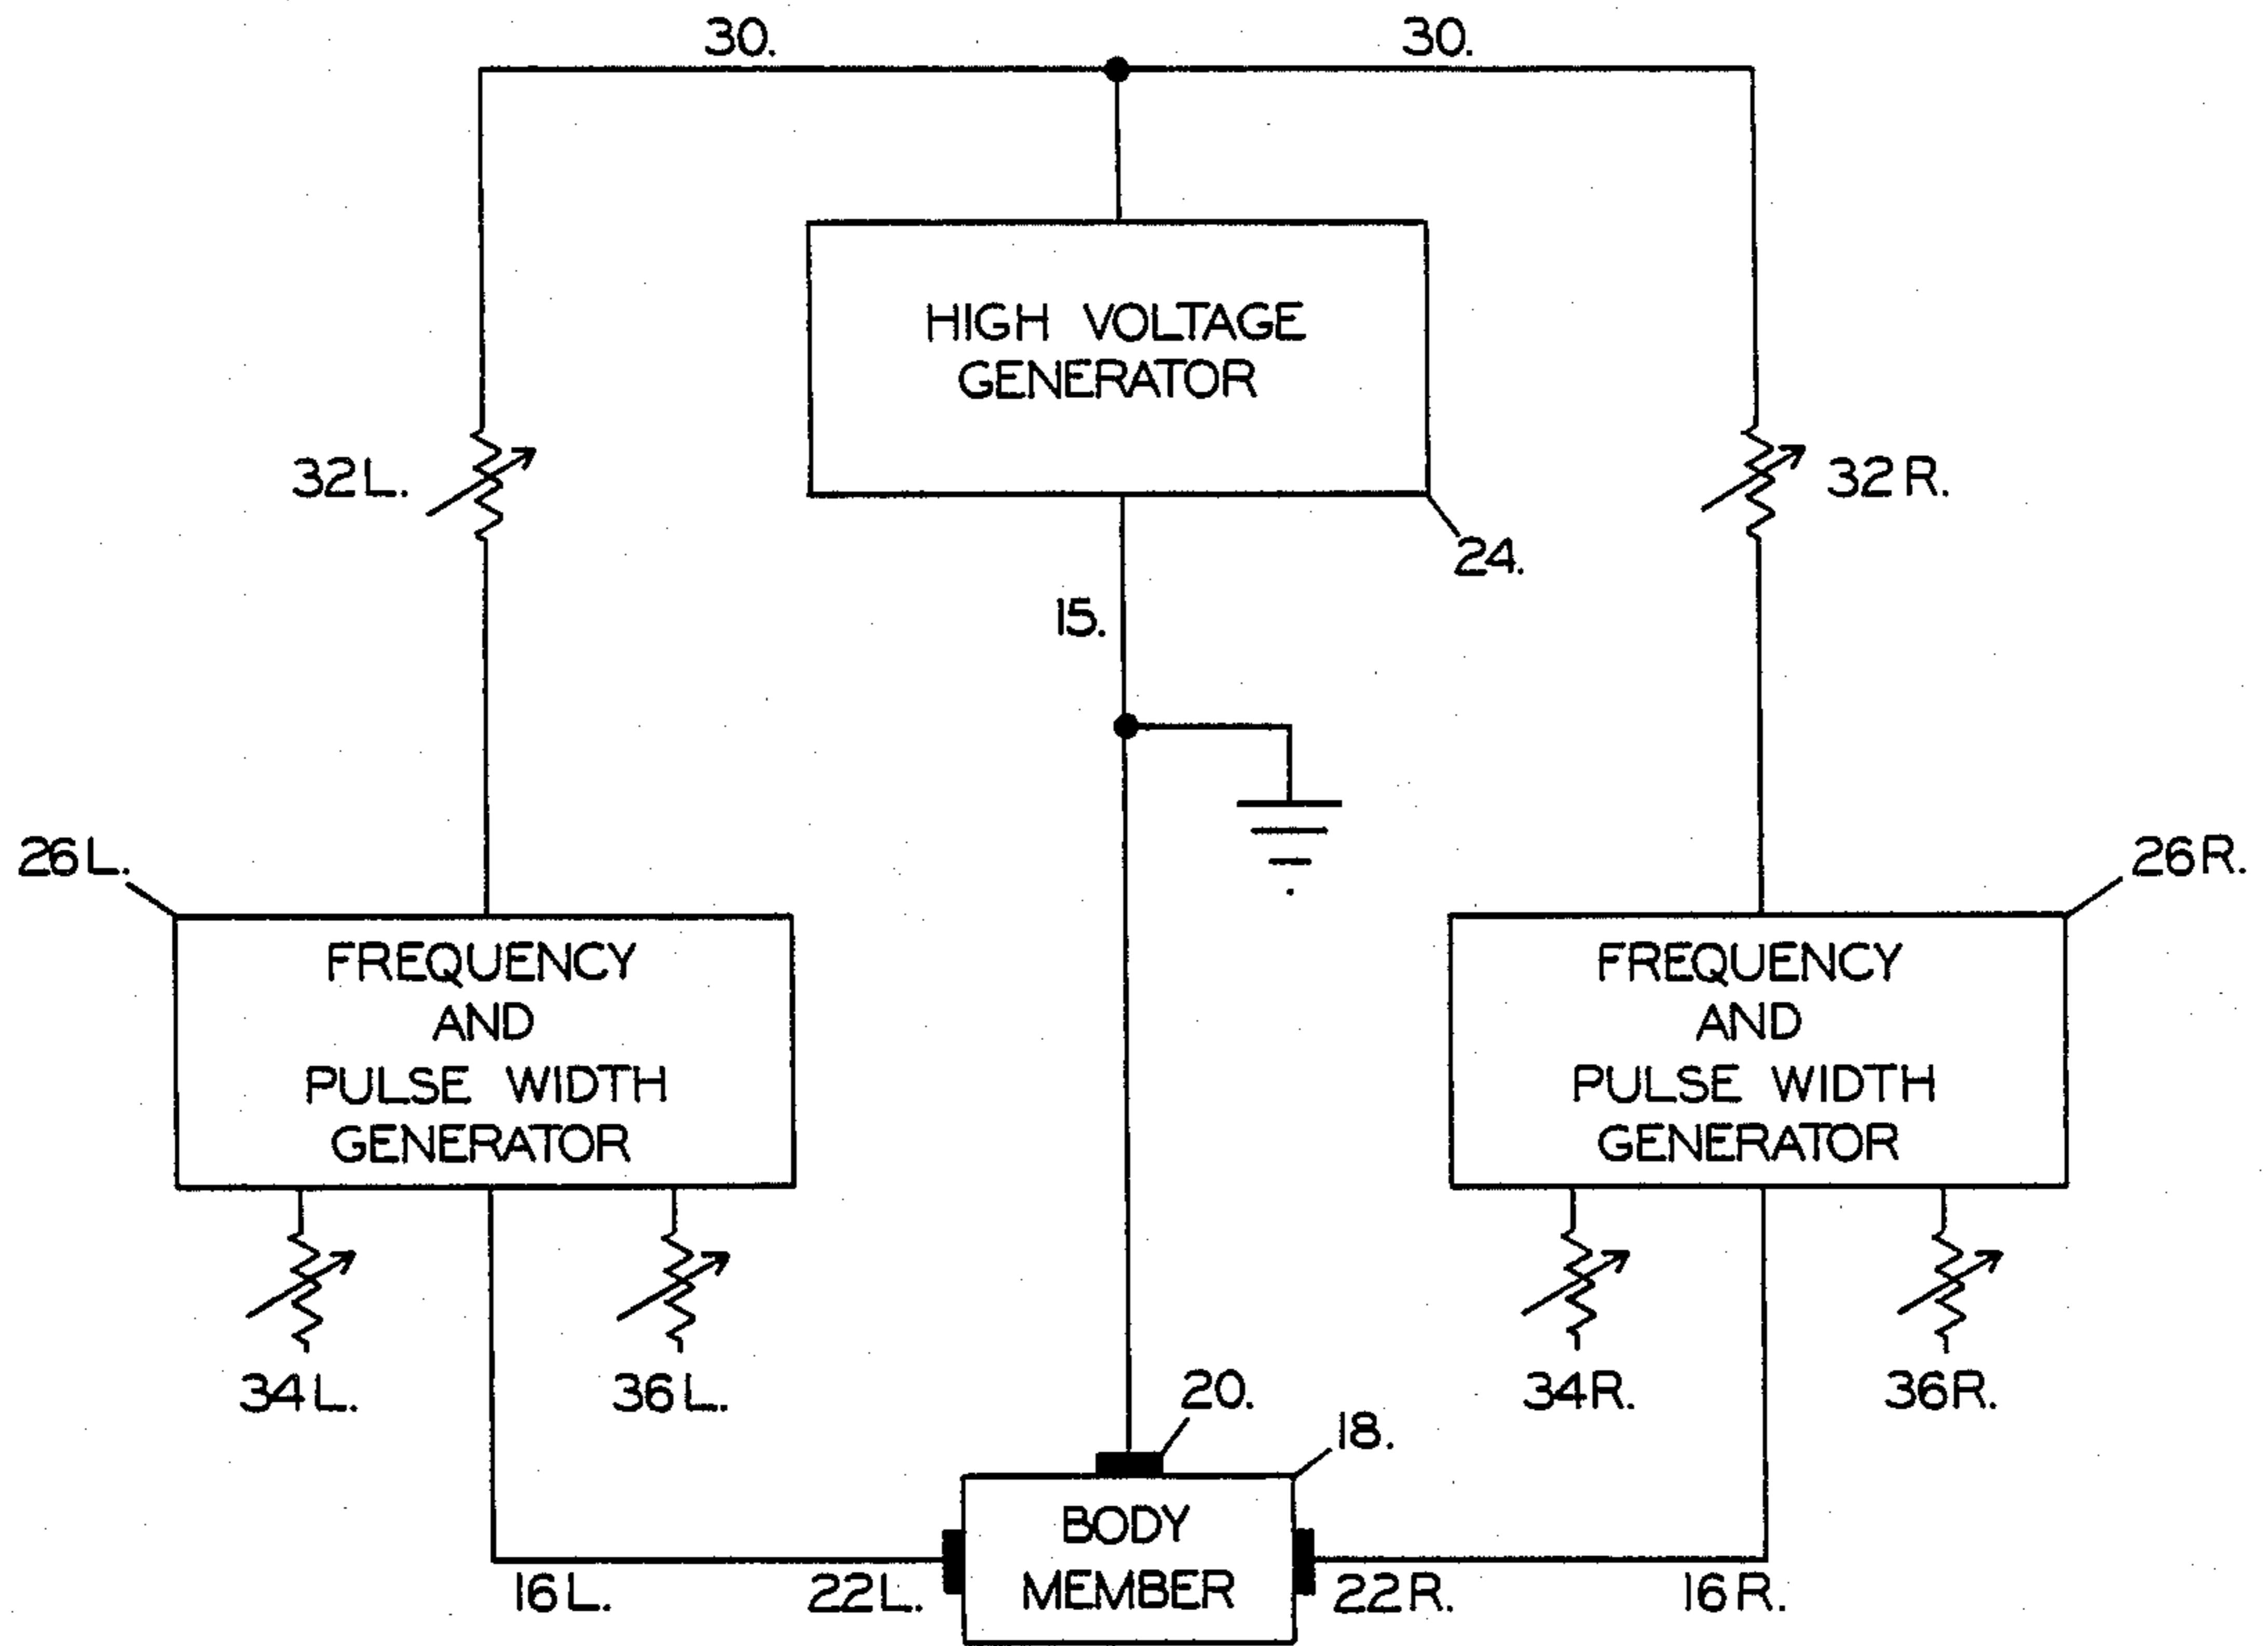 30.
30.
HIGH VOLTAGE
GENERATOR
32L.
32R.
24.
15.
26L.
26R.
FREQUENCY
AND
PULSE WIDTH
GENERATOR
FREQUENCY
AND
PULSE WIDTH
GENERATOR
34L.
36L.
34R.
36R.
20.
18.
BODY
MEMBER
16L.
22L.
22R.
16R.